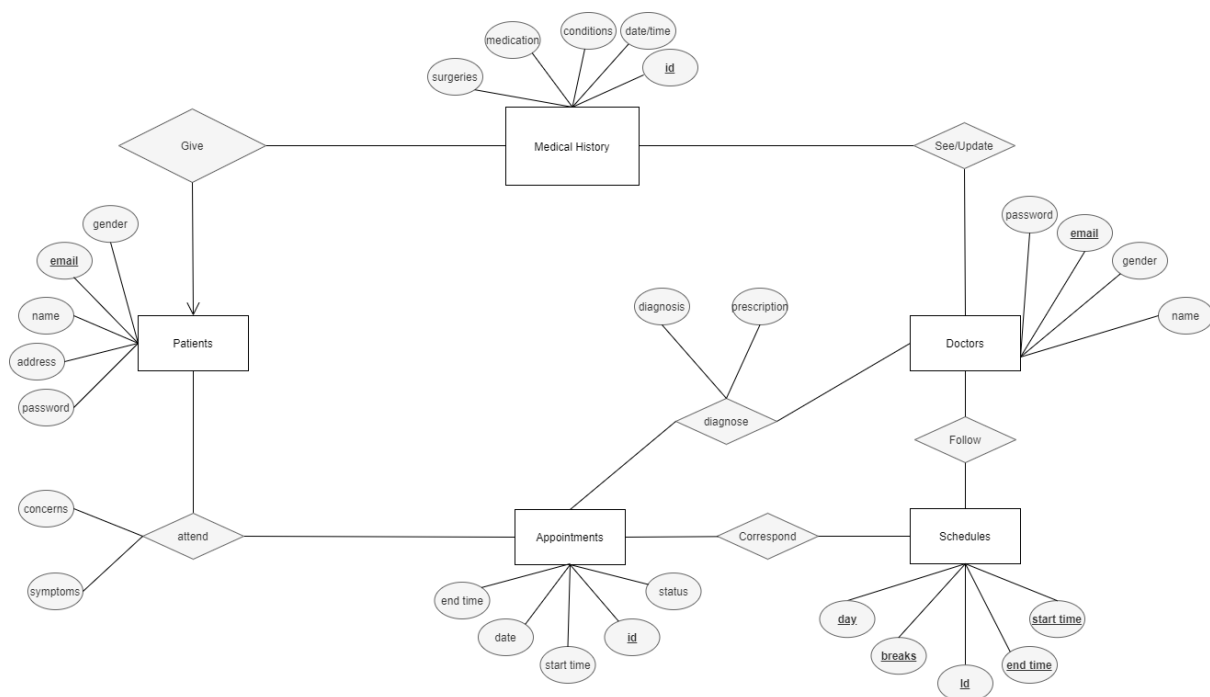 conditions
date/time
medication
id
surgeries
Give
Medical History
See/Update
gender
password
email
email
gender
name
name
diagnosis
prescription
Patients
Doctors
address
password
diagnose
Follow
concerns
attend
Appointments
Correspond
Schedules
symptoms
end time
status
date
id
start time
day
start time
breaks
end time
Id